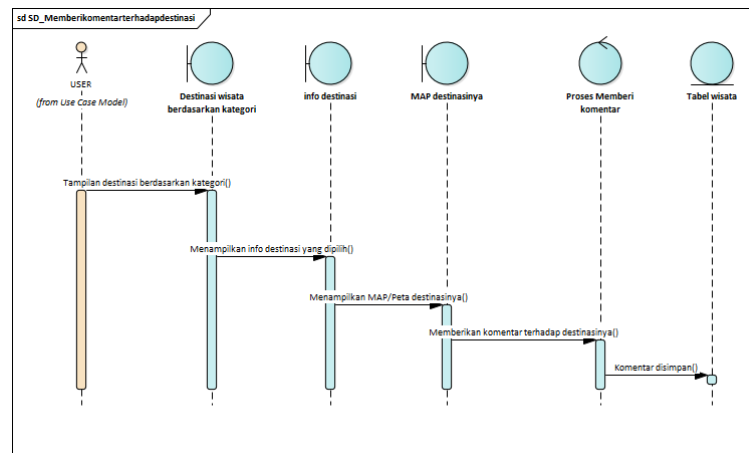 sd SD_Memberikomentarterhadapdestinasi
USER
(from Use Case Model)
Destinasi wisata
berdasarkan kategori
info destinasi
MAP destinasinya
Proses Memberi
komentar
Tabel wisata
Tampilan destinasi berdasarkan kategori()
Menampilkan info destinasi yang dipilih()
Menampilkan MAP/Peta destinasinya()
Memberikan komentar terhadap destinasinya()
Komentar disimpan()